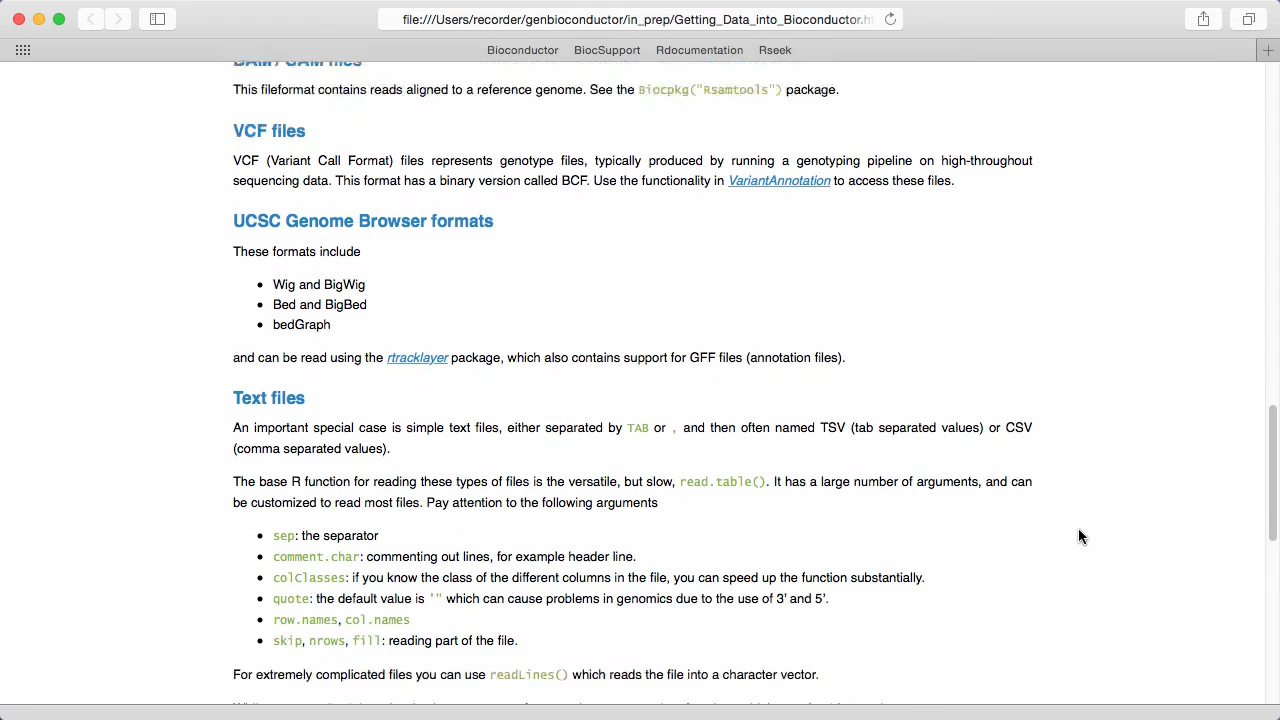 file:///Users/recorder/genbioconductor/in_prep/Getting_Data_into_Bioconductor.h
Bioconductor BiocSupport Rdocumentation Rseek
BAM / SAM files
This fileformat contains reads aligned to a reference genome. See the Biocpkg("Rsamtools") package.
VCF files
VCF (Variant Call Format) files represents genotype files, typically produced by running a genotyping pipeline on high-throughput
sequencing data. This format has a binary version called BCF. Use the functionality in VariantAnnotation to access these files.
UCSC Genome Browser formats
These formats include
• Wig and BigWig
• Bed and BigBed
• bedGraph
and can be read using the rtracklayer package, which also contains support for GFF files (annotation files).
Text files
An important special case is simple text files, either separated by TAB or , and then often named TSV (tab separated values) or CSV
(comma separated values).
The base R function for reading these types of files is the versatile, but slow, read.table(). It has a large number of arguments, and can
be customized to read most files. Pay attention to the following arguments
• sep: the separator
• comment.char: commenting out lines, for example header line.
• colClasses: if you know the class of the different columns in the file, you can speed up the function substantially.
• quote: the default value is '" which can cause problems in genomics due to the use of 3' and 5'.
• row.names, col.names
• skip, nrows, fill: reading part of the file.
For extremely complicated files you can use readLines() which reads the file into a character vector.